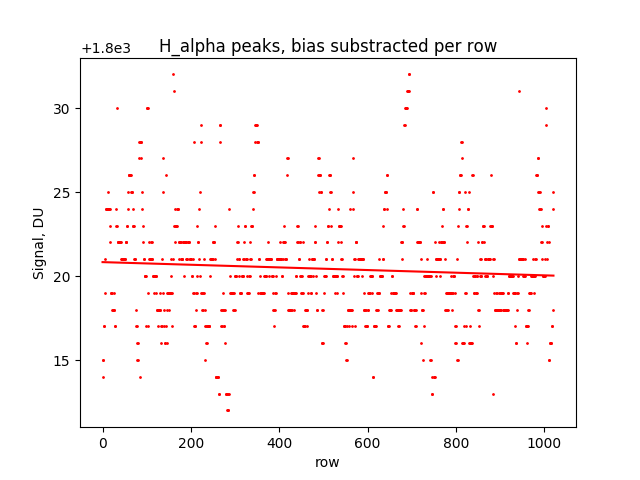 +1.8e3
H_alpha peaks, bias substracted per row
Signal, DU
30
25
20
15
0 200 400 600 800 1000
row